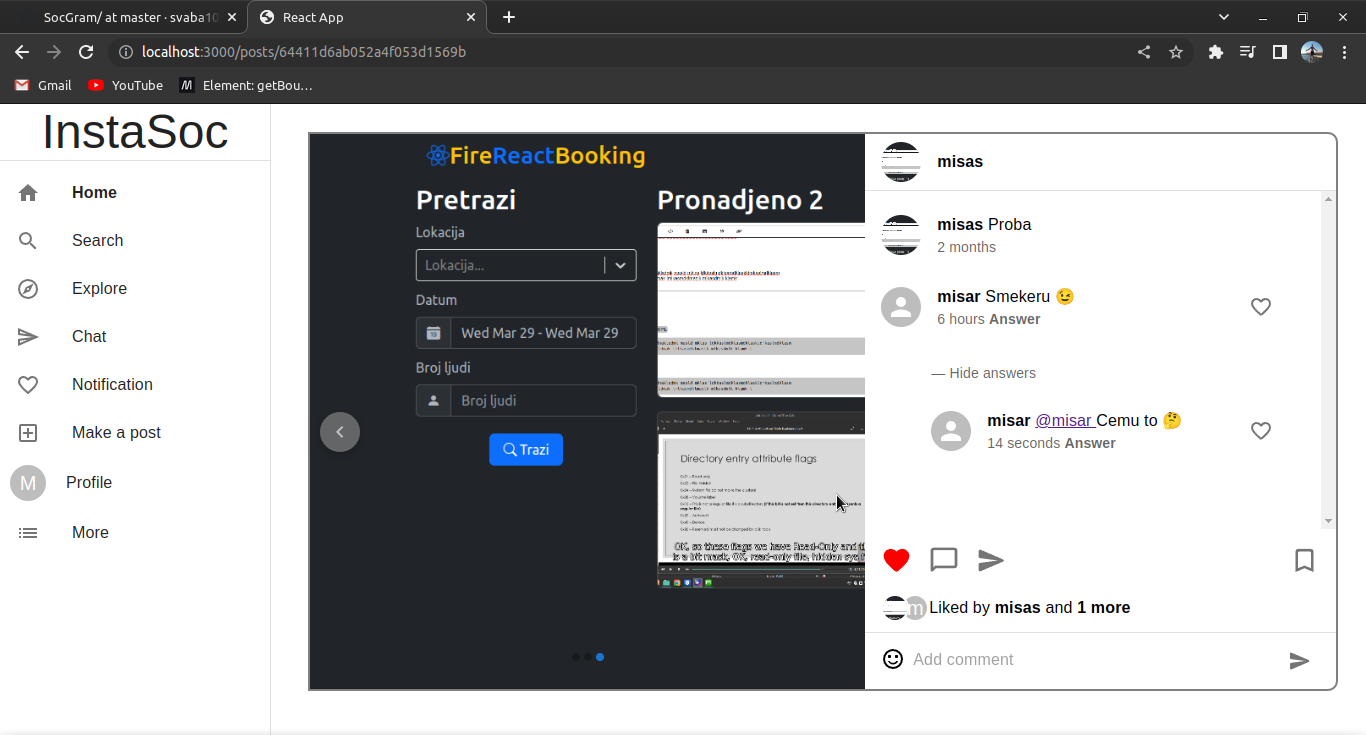 SocGram/ at master · svaba10
React App
localhost:3000/posts/64411d6ab052a4f053d1569b
Gmail
YouTube
Element: getBou…
InstaSoc
Home
Search
Explore
Chat
Notification
Make a post
M
Profile
More
FireReactBooking
Pretrazi
Lokacija
Lokacija...
Datum
Wed Mar 29 - Wed Mar 29
Broj ljudi
Broj ljudi
Trazi
Pronadjeno 2
Directory entry attribute flags
OK, so these flags we have Read-Only and
is a bit mask, OK, read-only file, hidden
misas
misas Proba
2 months
misar Smekeru 😉
6 hours Answer
— Hide answers
misar @misar Cemu to 🤔
14 seconds Answer
m
Liked by misas and 1 more
Add comment